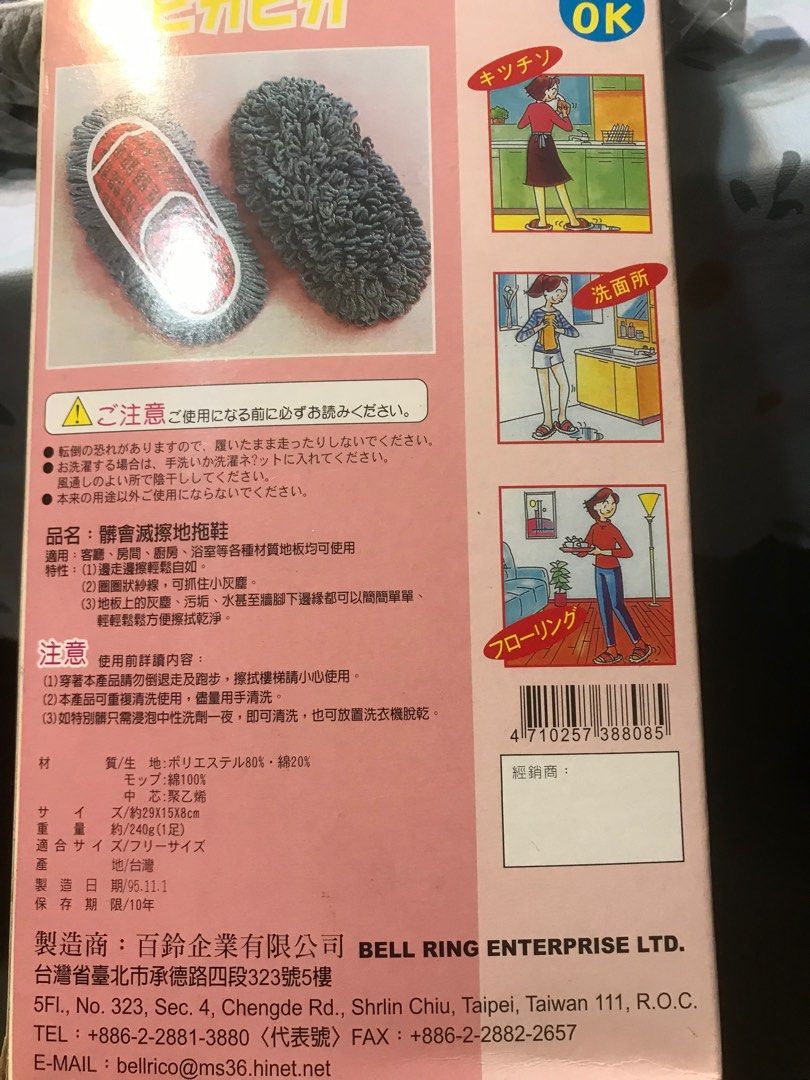 ピカピカ
OK
キッチソ
洗面所
フローリング
ご注意 ご使用になる前に必ずお読みください。
●転倒の恐れがありますので、履いたまま走ったりしないでください。
●お洗濯する場合は、手洗いか洗濯ネ?ットに入れてください。
風通しのよい所で陰干ししてください。
●本来の用途以外ご使用にならないでください。
品名：髒會滅擦地拖鞋
適用：客廳、房間、廚房、浴室等各種材質地板均可使用
特性：(1)邊走邊擦輕鬆自如。
(2)圈圈狀紗線，可抓住小灰塵。
(3)地板上的灰塵、污垢、水甚至牆腳下邊緣都可以簡簡單單、
輕輕鬆鬆方便擦拭乾淨。
注意 使用前詳讀內容：
(1)穿著本產品請勿倒退走及跑步，擦拭樓梯請小心使用。
(2)本產品可重複清洗使用，儘量用手清洗。
(3)如特別髒只需浸泡中性洗劑一夜，即可清洗，也可放置洗衣機脫乾。
材 質/生 地:ポリエステル80%・綿20%
モップ:綿100%
中 芯:聚乙烯
サイズ/約29X15X8cm
重量 約/240g(1足)
適合サイズ/フリーサイズ
產 地/台灣
製造日期/95.11.1
保存期限/10年
4 710257 388085
經銷商：
製造商：百鈴企業有限公司 BELL RING ENTERPRISE LTD.
台灣省臺北市承德路四段323號5樓
5Fl., No. 323, Sec. 4, Chengde Rd., Shrlin Chiu, Taipei, Taiwan 111, R.O.C.
TEL：+886-2-2881-3880〈代表號〉FAX：+886-2-2882-2657
E-MAIL：bellrico@ms36.hinet.net